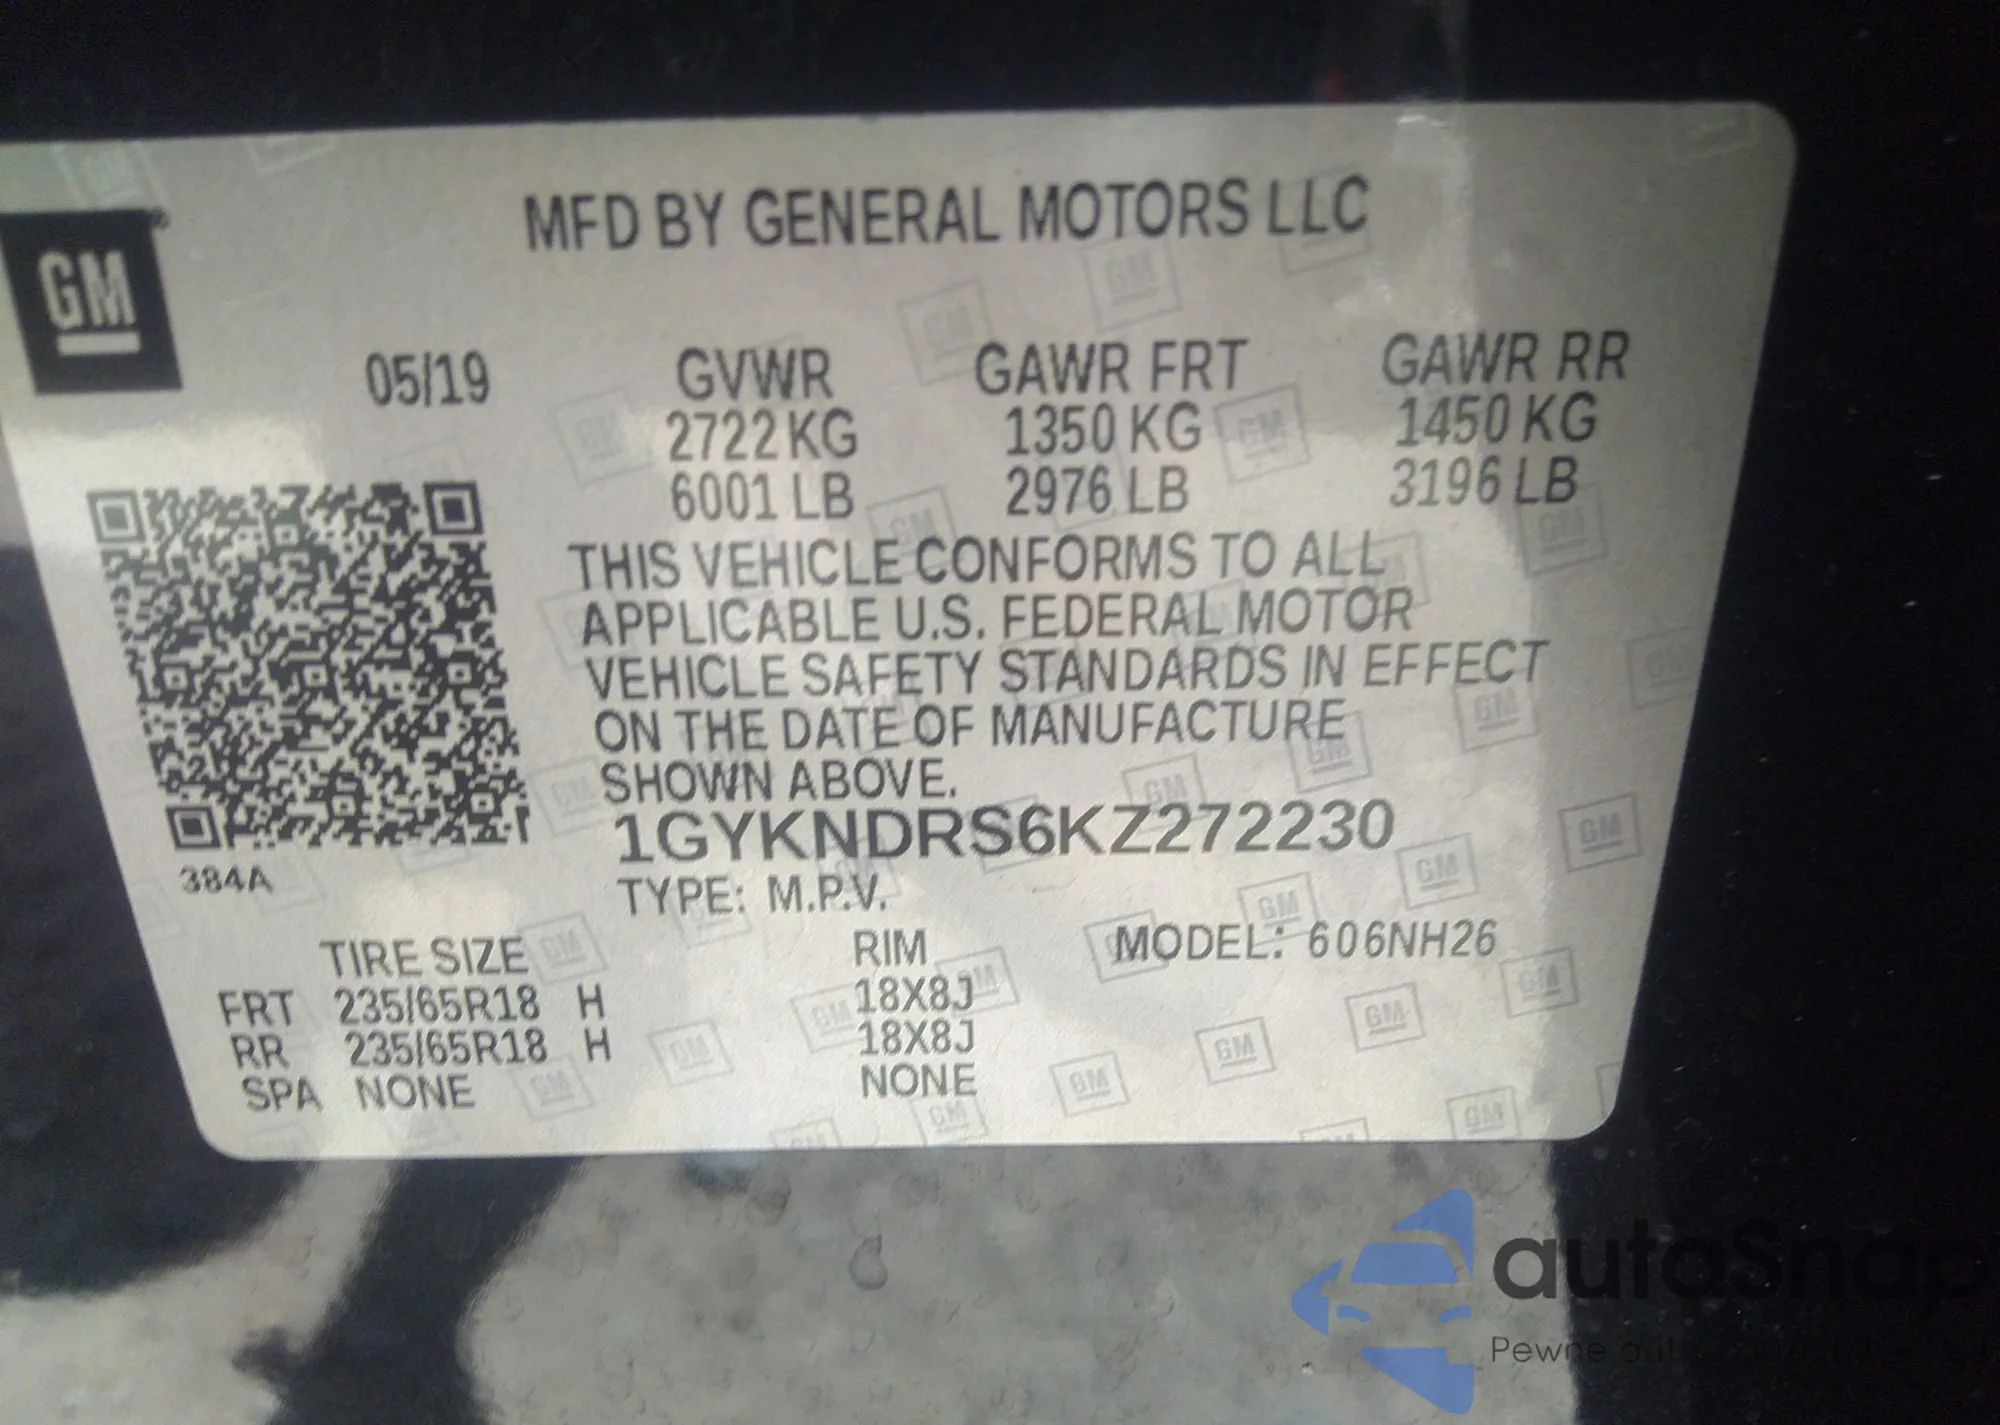 MFD BY GENERAL MOTORS LLC
GM
05/19 GVWR GAWR FRT GAWR RR
2722 KG 1350 KG 1450 KG
6001 LB 2976 LB 3196 LB
THIS VEHICLE CONFORMS TO ALL
APPLICABLE U.S. FEDERAL MOTOR
VEHICLE SAFETY STANDARDS IN EFFECT
ON THE DATE OF MANUFACTURE
SHOWN ABOVE.
1GYKNDRS6KZ272230
384A
TYPE: M.P.V.
TIRE SIZE RIM MODEL: 606NH26
FRT 235/65R18 H 18X8J
RR 235/65R18 H 18X8J
SPA NONE NONE
autaSnap
Pewne